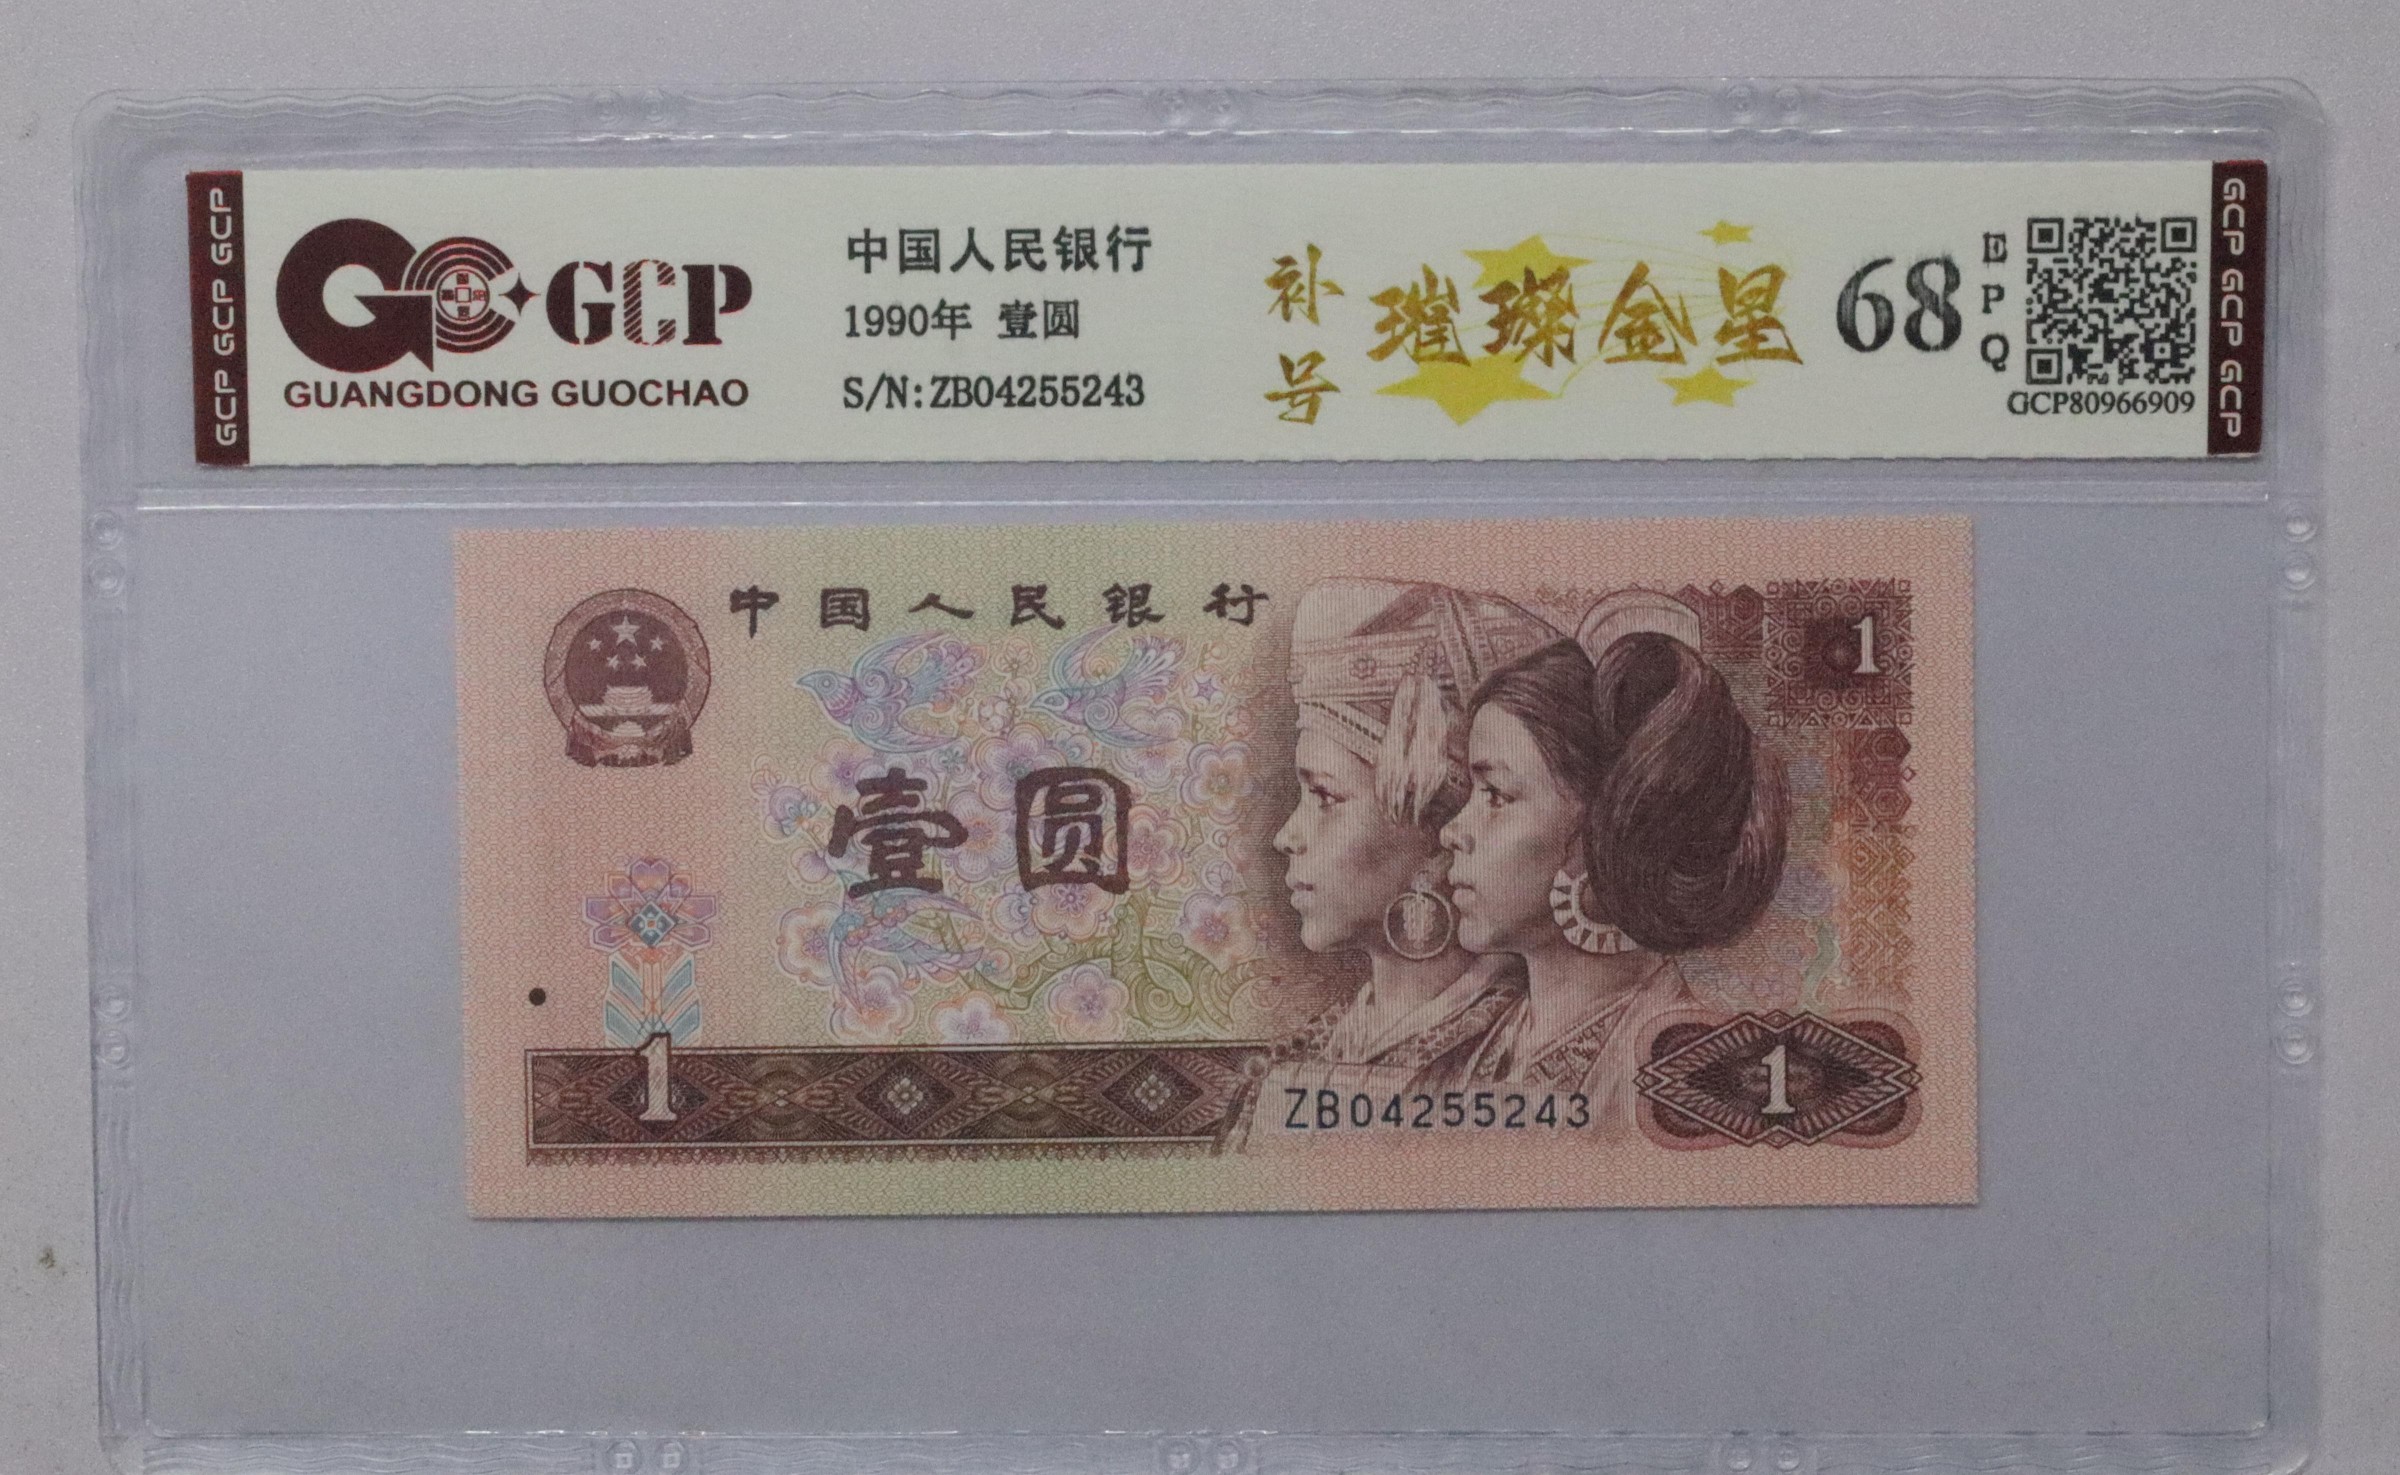 GCP GCP GCP
GCP
GUANGDONG GUOCHAO
中国人民银行
1990年 壹圆
S/N:ZB04255243
补号
璀璨金星
68
EPQ
GCP80966909
GCP GCP GCP
中国人民银行
1
壹圆
1
ZB04255243
1